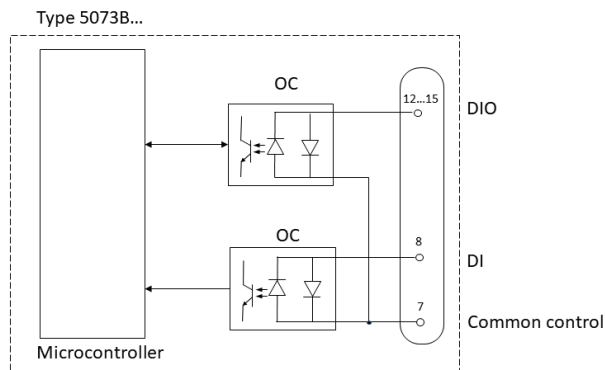 Type 5073B...
OC
12...15
DIO
OC
8
DI
7
Common control
Microcontroller